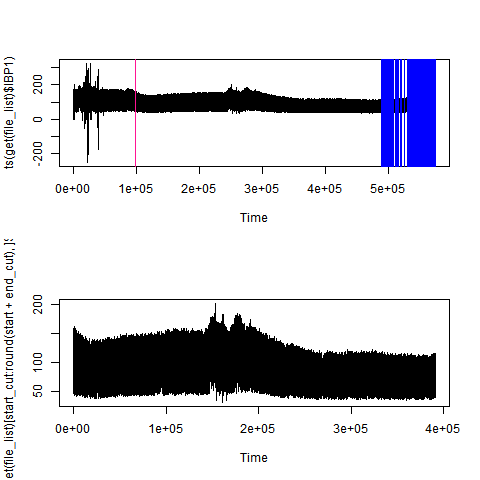 ts(get(file_list)$IBP1)
200
0
-200
0e+00
1e+05
2e+05
3e+05
4e+05
5e+05
Time
et(file_list)[start_cut:round(start + end_cut), ]$
200
100
50
0e+00
1e+05
2e+05
3e+05
4e+05
Time